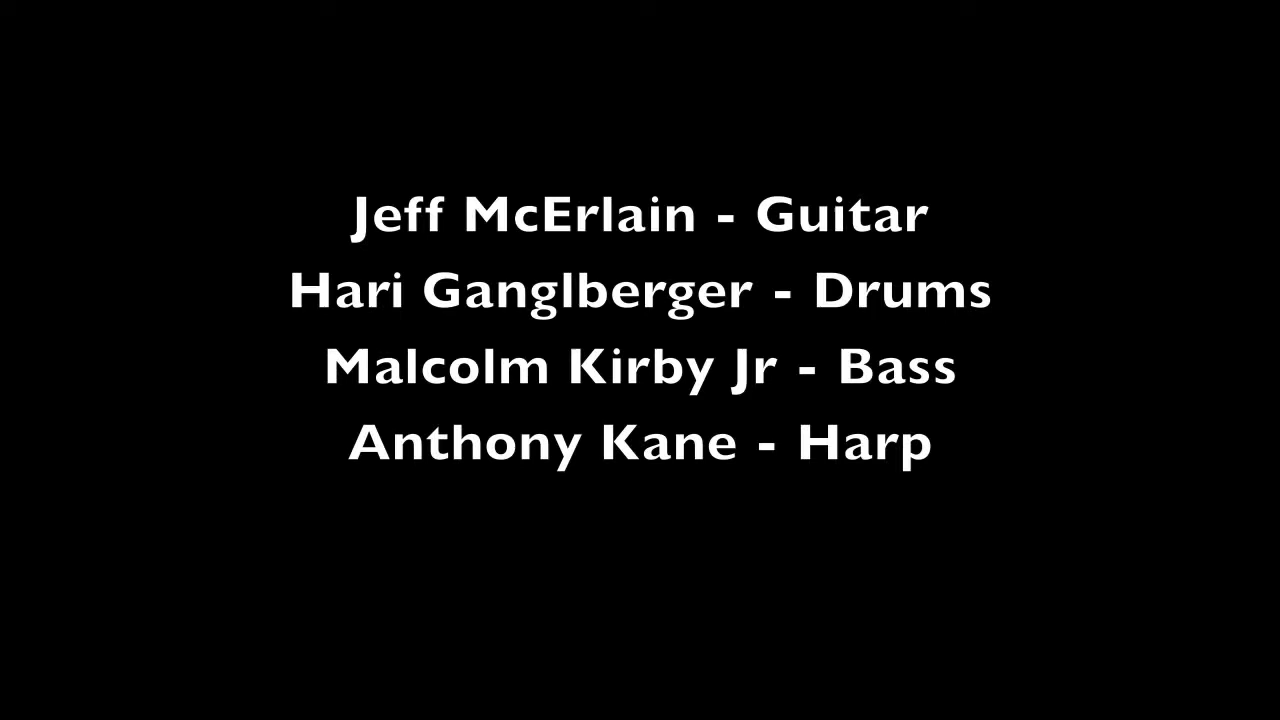 Jeff McErlain - Guitar
Hari Ganglberger - Drums
Malcolm Kirby Jr - Bass
Anthony Kane - Harp